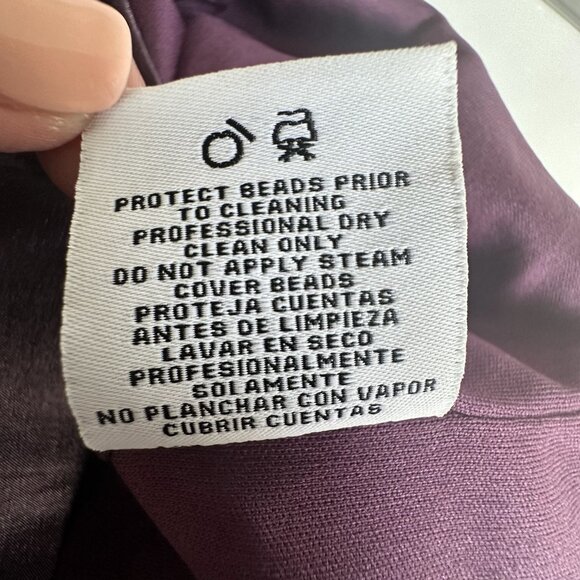 PROTECT BEADS PRIOR
TO CLEANING
PROFESSIONAL DRY
CLEAN ONLY
DO NOT APPLY STEAM
COVER BEADS
PROTEJA CUENTAS
ANTES DE LIMPIEZA
LAVAR EN SECO
PROFESIONALMENTE
SOLAMENTE
NO PLANCHAR CON VAPOR
CUBRIR CUENTAS